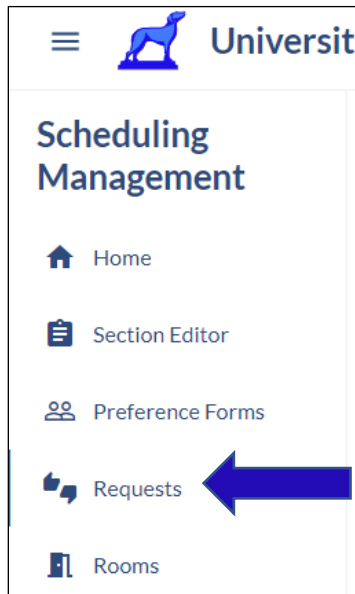 Universit
Scheduling
Management
Home
Section Editor
Preference Forms
Requests
Rooms